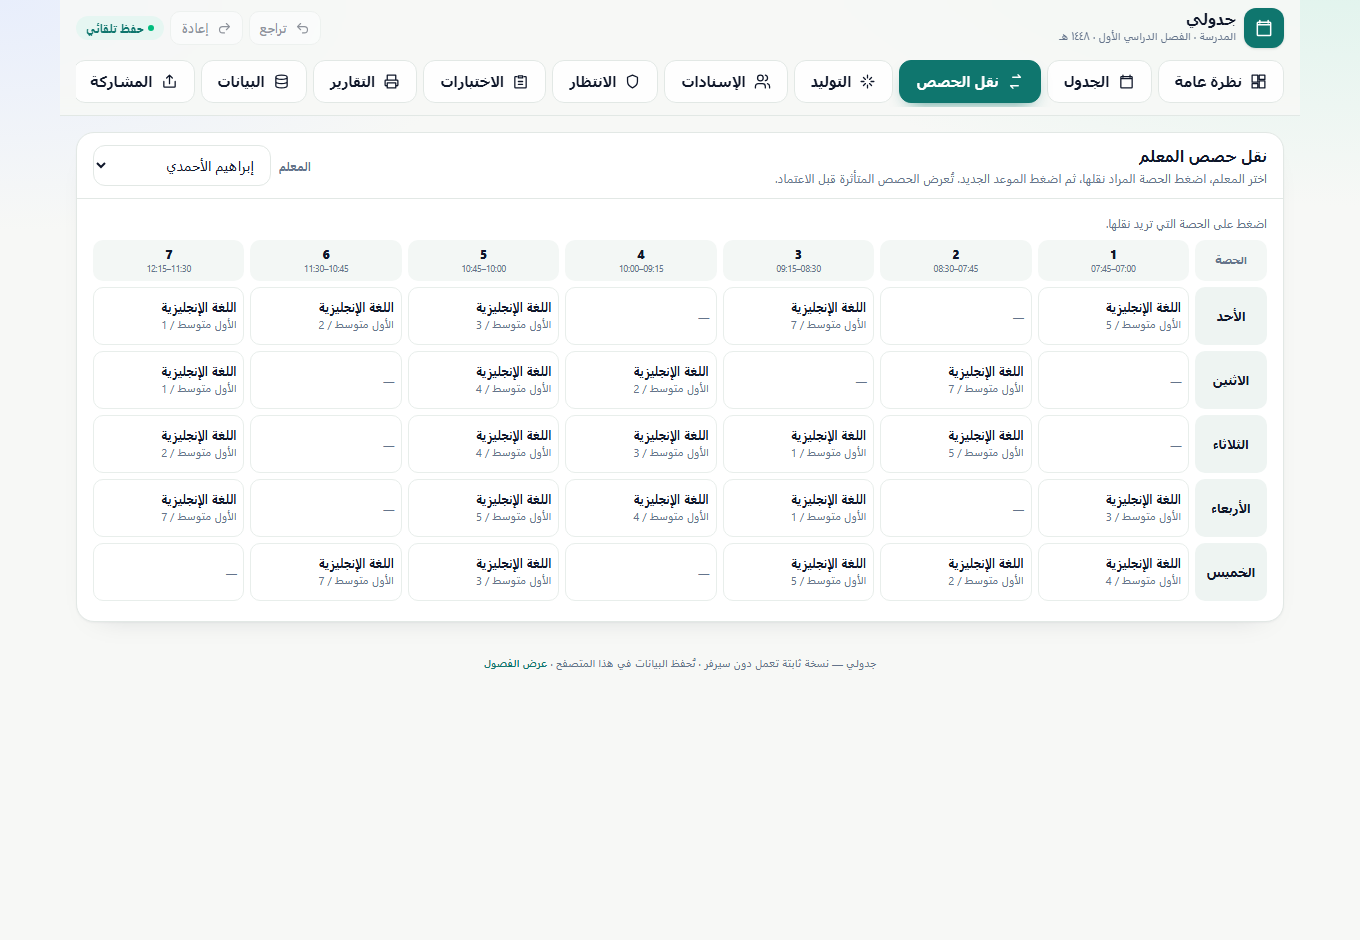 جدولي
المدرسة · الفصل الدراسي الأول · ١٤٤٨ هـ
تراجع
إعادة
حفظ تلقائي
نظرة عامة
الجدول
نقل الحصص
التوليد
الإسنادات
الانتظار
الاختبارات
التقارير
البيانات
المشاركة
نقل حصص المعلم
اختر المعلم، اضغط الحصة المراد نقلها، ثم اضغط الموعد الجديد. تُعرض الحصص المتأثرة قبل الاعتماد.
المعلم
إبراهيم الأحمدي
اضغط على الحصة التي تريد نقلها.
الحصة 1 2 3 4 5 6 7
07:00–07:45 07:45–08:30 08:30–09:15 09:15–10:00 10:00–10:45 10:45–11:30 11:30–12:15
الأحد
اللغة الإنجليزية — اللغة الإنجليزية — اللغة الإنجليزية اللغة الإنجليزية اللغة الإنجليزية
الأول متوسط / 5 الأول متوسط / 7 الأول متوسط / 3 الأول متوسط / 2 الأول متوسط / 1
الاثنين
— اللغة الإنجليزية — اللغة الإنجليزية اللغة الإنجليزية — اللغة الإنجليزية
الأول متوسط / 7 الأول متوسط / 2 الأول متوسط / 4 الأول متوسط / 1
الثلاثاء
— اللغة الإنجليزية اللغة الإنجليزية اللغة الإنجليزية اللغة الإنجليزية — اللغة الإنجليزية
الأول متوسط / 5 الأول متوسط / 1 الأول متوسط / 3 الأول متوسط / 4 الأول متوسط / 2
الأربعاء
اللغة الإنجليزية — اللغة الإنجليزية اللغة الإنجليزية اللغة الإنجليزية — اللغة الإنجليزية
الأول متوسط / 3 الأول متوسط / 1 الأول متوسط / 4 الأول متوسط / 5 الأول متوسط / 7
الخميس
اللغة الإنجليزية اللغة الإنجليزية اللغة الإنجليزية — اللغة الإنجليزية اللغة الإنجليزية —
الأول متوسط / 4 الأول متوسط / 2 الأول متوسط / 5 الأول متوسط / 3 الأول متوسط / 7
جدولي — نسخة ثابتة تعمل دون سيرفر · تُحفظ البيانات في هذا المتصفح · عرض الفصول